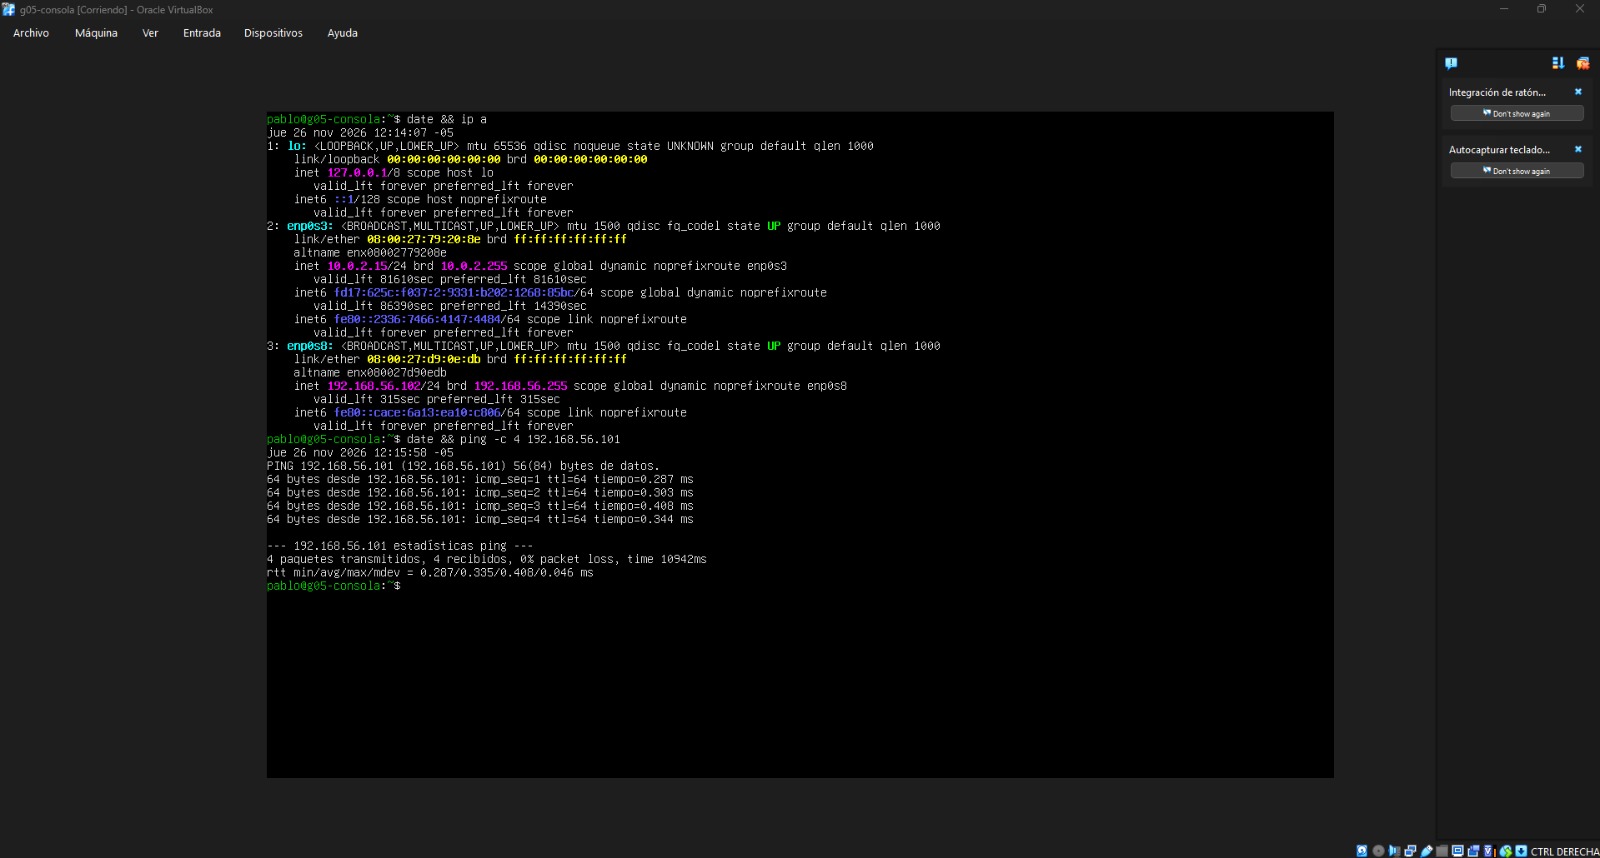 g05-consola [Corriendo] - Oracle VirtualBox
Archivo Máquina Ver Entrada Dispositivos Ayuda
pablo@g05-consola:~$ date && ip a
jue 26 nov 2026 12:14:07 -05
1: lo: <LOOPBACK,UP,LOWER_UP> mtu 65536 qdisc noqueue state UNKNOWN group default qlen 1000
link/loopback 00:00:00:00:00:00 brd 00:00:00:00:00:00
inet 127.0.0.1/8 scope host lo
valid_lft forever preferred_lft forever
inet6 ::1/128 scope host noprefixroute
valid_lft forever preferred_lft forever
2: enp0s3: <BROADCAST,MULTICAST,UP,LOWER_UP> mtu 1500 qdisc fq_codel state UP group default qlen 1000
link/ether 08:00:27:79:20:8e brd ff:ff:ff:ff:ff:ff
altname enx08002779208e
inet 10.0.2.15/24 brd 10.0.2.255 scope global dynamic noprefixroute enp0s3
valid_lft 81610sec preferred_lft 81610sec
inet6 fd17:625c:f037:2:9331:b202:1268:85bc/64 scope global dynamic noprefixroute
valid_lft 86390sec preferred_lft 14390sec
inet6 fe80::2336:7466:4147:4484/64 scope link noprefixroute
valid_lft forever preferred_lft forever
3: enp0s8: <BROADCAST,MULTICAST,UP,LOWER_UP> mtu 1500 qdisc fq_codel state UP group default qlen 1000
link/ether 08:00:27:d9:0e:db brd ff:ff:ff:ff:ff:ff
altname enx080027d90edb
inet 192.168.56.102/24 brd 192.168.56.255 scope global dynamic noprefixroute enp0s8
valid_lft 315sec preferred_lft 315sec
inet6 fe80::cace:6a13:ea10:c806/64 scope link noprefixroute
valid_lft forever preferred_lft forever
pablo@g05-consola:~$ date && ping -c 4 192.168.56.101
jue 26 nov 2026 12:15:58 -05
PING 192.168.56.101 (192.168.56.101) 56(84) bytes de datos.
64 bytes desde 192.168.56.101: icmp_seq=1 ttl=64 tiempo=0.287 ms
64 bytes desde 192.168.56.101: icmp_seq=2 ttl=64 tiempo=0.303 ms
64 bytes desde 192.168.56.101: icmp_seq=3 ttl=64 tiempo=0.408 ms
64 bytes desde 192.168.56.101: icmp_seq=4 ttl=64 tiempo=0.344 ms
--- 192.168.56.101 estadísticas ping ---
4 paquetes transmitidos, 4 recibidos, 0% packet loss, time 10942ms
rtt min/avg/max/mdev = 0.287/0.335/0.408/0.046 ms
pablo@g05-consola:~$
Integración de ratón...
Don't show again
Autocapturar teclado...
Don't show again
CTRL DERECHA